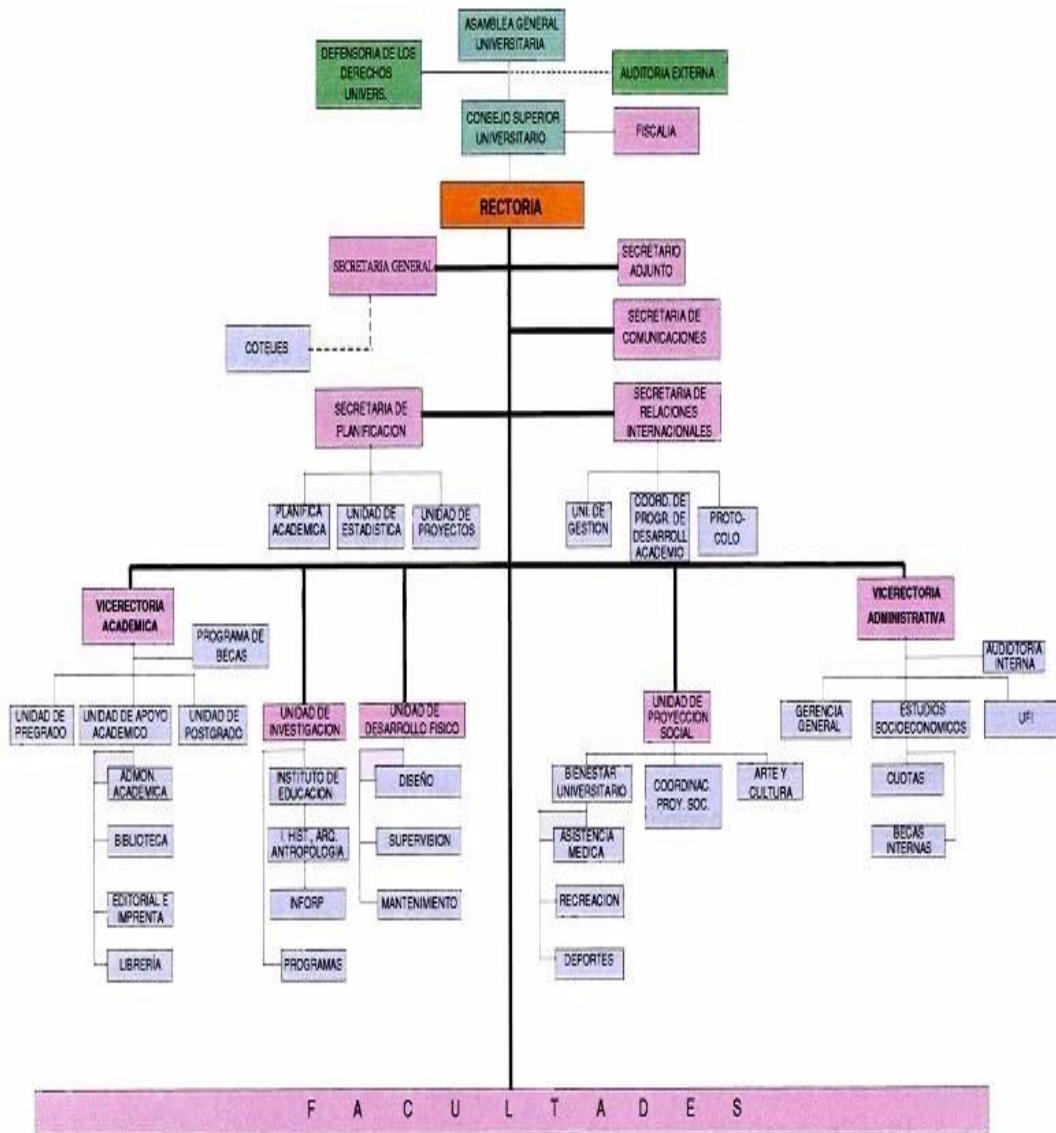 ASAMBLEA GENERAL
UNIVERSITARIA
DEFENSORIA DE LOS
DERECHOS
UNIVERS.
AUDITORIA EXTERNA
CONSEJO SUPERIOR
UNIVERSITARIO
FISCALIA
RECTORIA
SECRETARIA GENERAL
SECRETARIO
ADJUNTO
SECRETARIA DE
COMUNICACIONES
COTEUES
SECRETARIA DE
PLANIFICACION
SECRETARIA DE
RELACIONES
INTERNACIONALES
PLANIFICA
ACADEMICA
UNIDAD DE
ESTADISTICA
UNIDAD DE
PROYECTOS
UNI. DE
GESTION
COORD. DE
PROGR. DE
DESARROLL
ACADEMIC
PROTO-
COLO
VICERECTORIA
ACADEMICA
PROGRAMA DE
BECAS
VICERECTORIA
ADMINISTRATIVA
AUDIOTORIA
INTERNA
UNIDAD DE
PREGRADO
UNIDAD DE APOYO
ACADEMICO
UNIDAD DE
POSTGRADO
UNIDAD DE
INVESTIGACION
UNIDAD DE
DESARROLLO FISICO
UNIDAD DE
PROYECCION
SOCIAL
GERENCIA
GENERAL
ESTUDIOS
SOCIOECONOMICOS
UFI
ADMON.
ACADEMICA
BIBLIOTECA
EDITORIAL E
IMPRENTA
LIBRERÍA
INSTITUTO DE
EDUCACION
I. HIST., ARQ.
ANTROPOLOGIA
INFORP
PROGRAMAS
DISEÑO
SUPERVISION
MANTENIMIENTO
BIENESTAR
UNIVERSITARIO
COORDINAC.
PROY. SOC.
ARTE Y
CULTURA
ASISTENCIA
MEDICA
RECREACION
DEPORTES
CUOTAS
BECAS
INTERNAS
F A C U L T A D E S